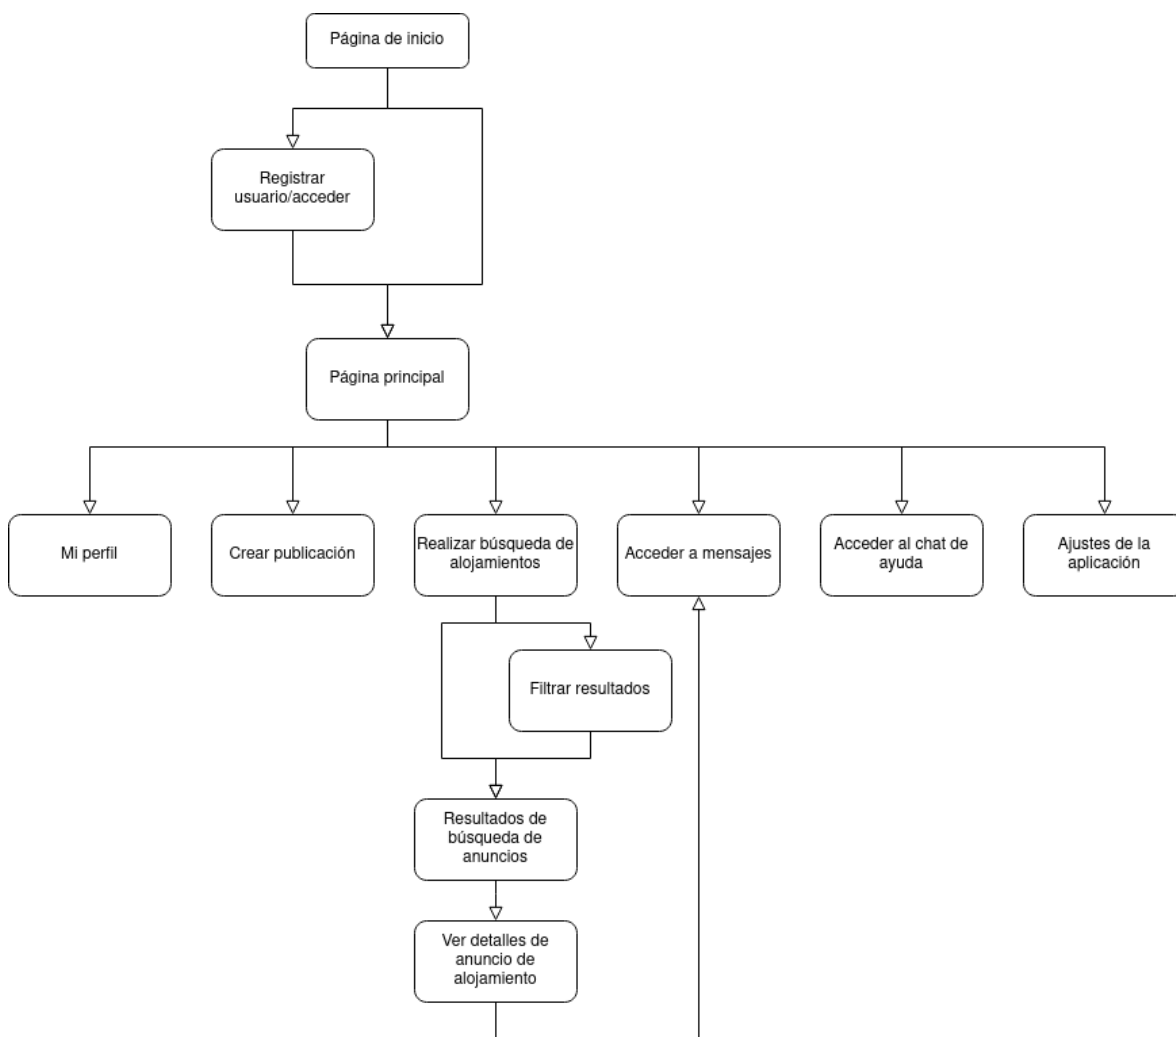 Página de inicio
Registrar
usuario/acceder
Página principal
Mi perfil
Crear publicación
Realizar búsqueda de
alojamientos
Acceder a mensajes
Acceder al chat de
ayuda
Ajustes de la
aplicación
Filtrar resultados
Resultados de
búsqueda de
anuncios
Ver detalles de
anuncio de
alojamiento